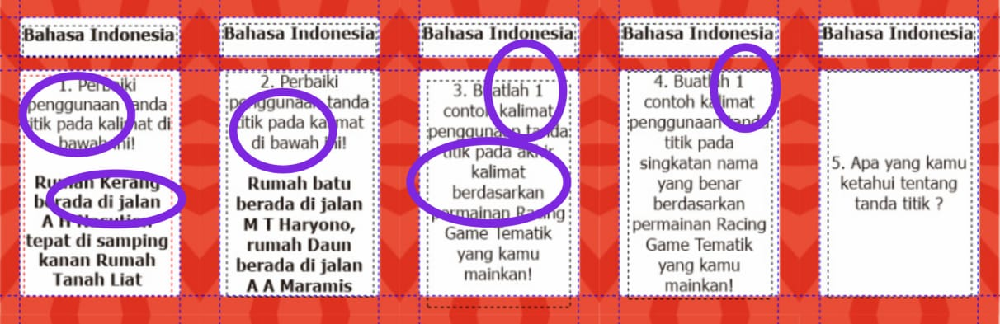 Bahasa Indonesia
1. Perbaiki
penggunaan tanda
titik pada kalimat di
bawah ini!
Rumah Kerang
berada di jalan
A H Nasution
tepat di samping
kanan Rumah
Tanah Liat
Bahasa Indonesia
2. Perbaiki
penggunaan tanda
titik pada kalimat
di bawah ini!
Rumah batu
berada di jalan
M T Haryono,
rumah Daun
berada di jalan
A A Maramis
Bahasa Indonesia
3. Buatlah 1
contoh kalimat
penggunaan tanda
titik pada akhir
kalimat
berdasarkan
permainan Racing
Game Tematik
yang kamu
mainkan!
Bahasa Indonesia
4. Buatlah 1
contoh kalimat
penggunaan tanda
titik pada
singkatan nama
yang benar
berdasarkan
permainan Racing
Game Tematik
yang kamu
mainkan!
Bahasa Indonesia
5. Apa yang kamu
ketahui tentang
tanda titik ?